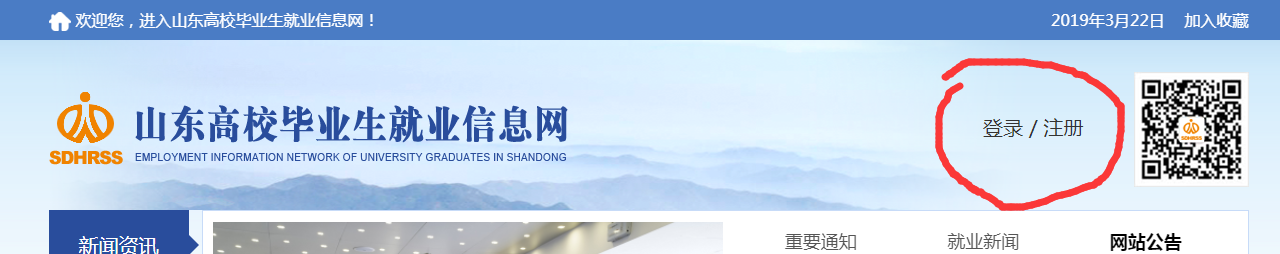 欢迎您，进入山东高校毕业生就业信息网！
2019年3月22日 加入收藏
山东高校毕业生就业信息网
SDHRSS
EMPLOYMENT INFORMATION NETWORK OF UNIVERSITY GRADUATES IN SHANDONG
登录 / 注册
SDHRSS
新闻资讯
重要通知 就业新闻 网站公告